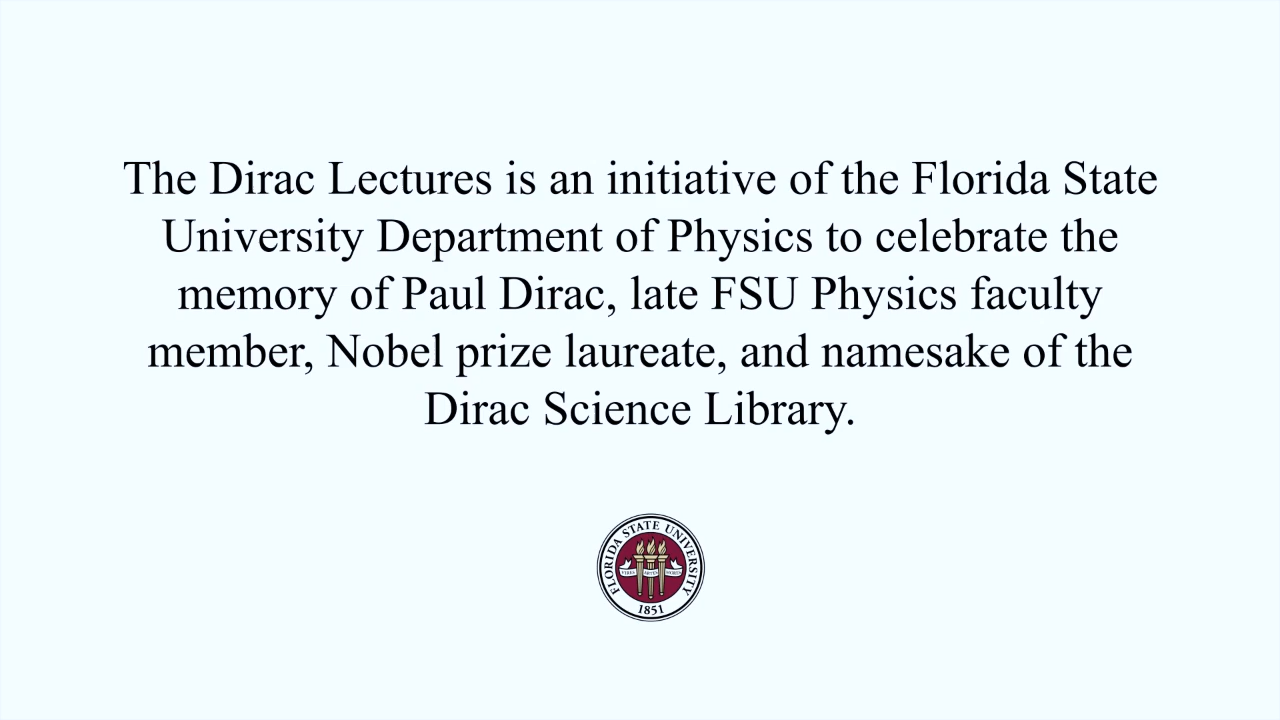 The Dirac Lectures is an initiative of the Florida State
University Department of Physics to celebrate the
memory of Paul Dirac, late FSU Physics faculty
member, Nobel prize laureate, and namesake of the
Dirac Science Library.
FLORIDA STATE UNIVERSITY
1851